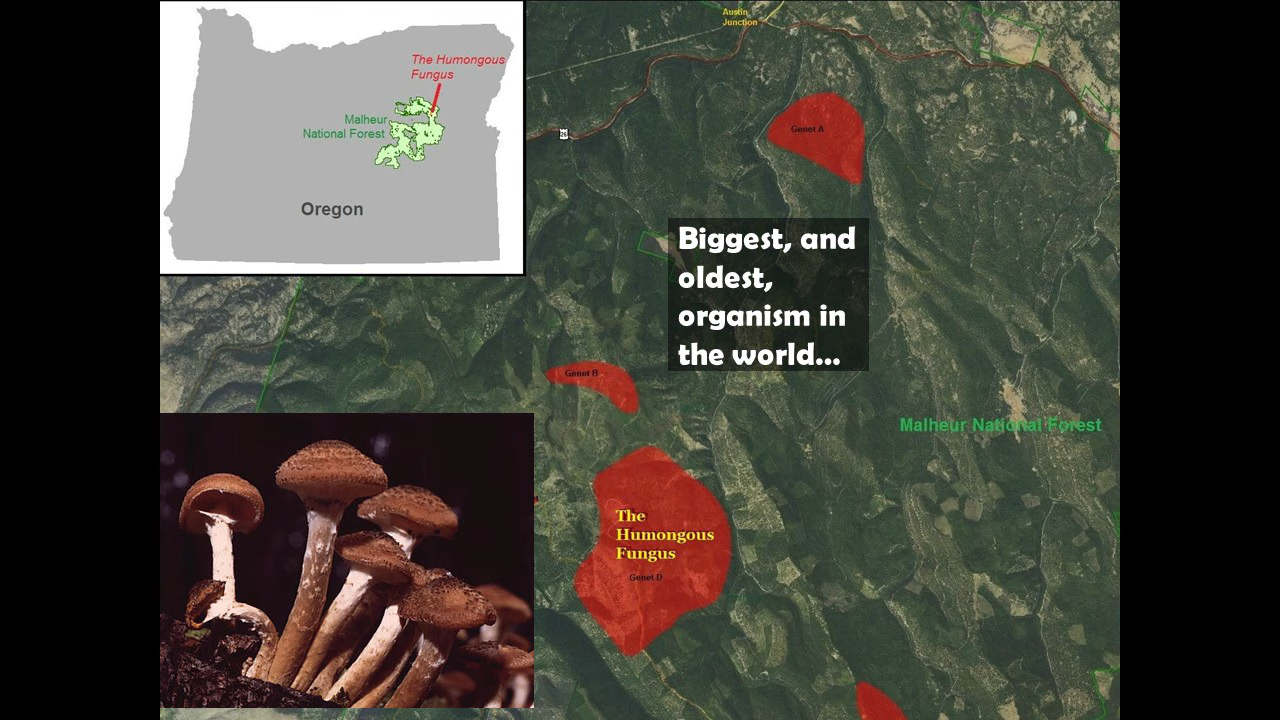 The Humongous
Fungus
Malheur
National Forest
Oregon
Austin
Junction
26
Genet A
Biggest, and
oldest,
organism in
the world...
Genet B
Malheur National Forest
The
Humongous
Fungus
Genet D